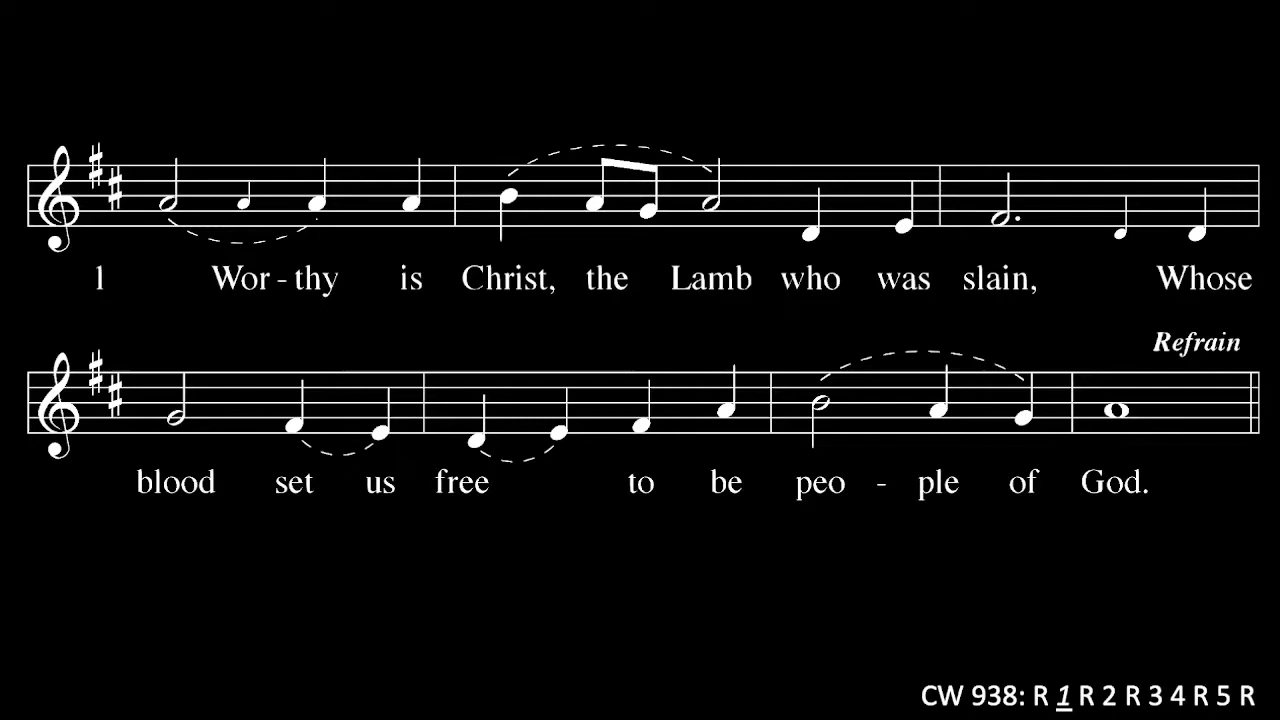 1 Wor - thy is Christ, the Lamb who was slain, Whose
Refrain
blood set us free to be peo - ple of God.
CW 938: R 1 R 2 R 3 4 R 5 R